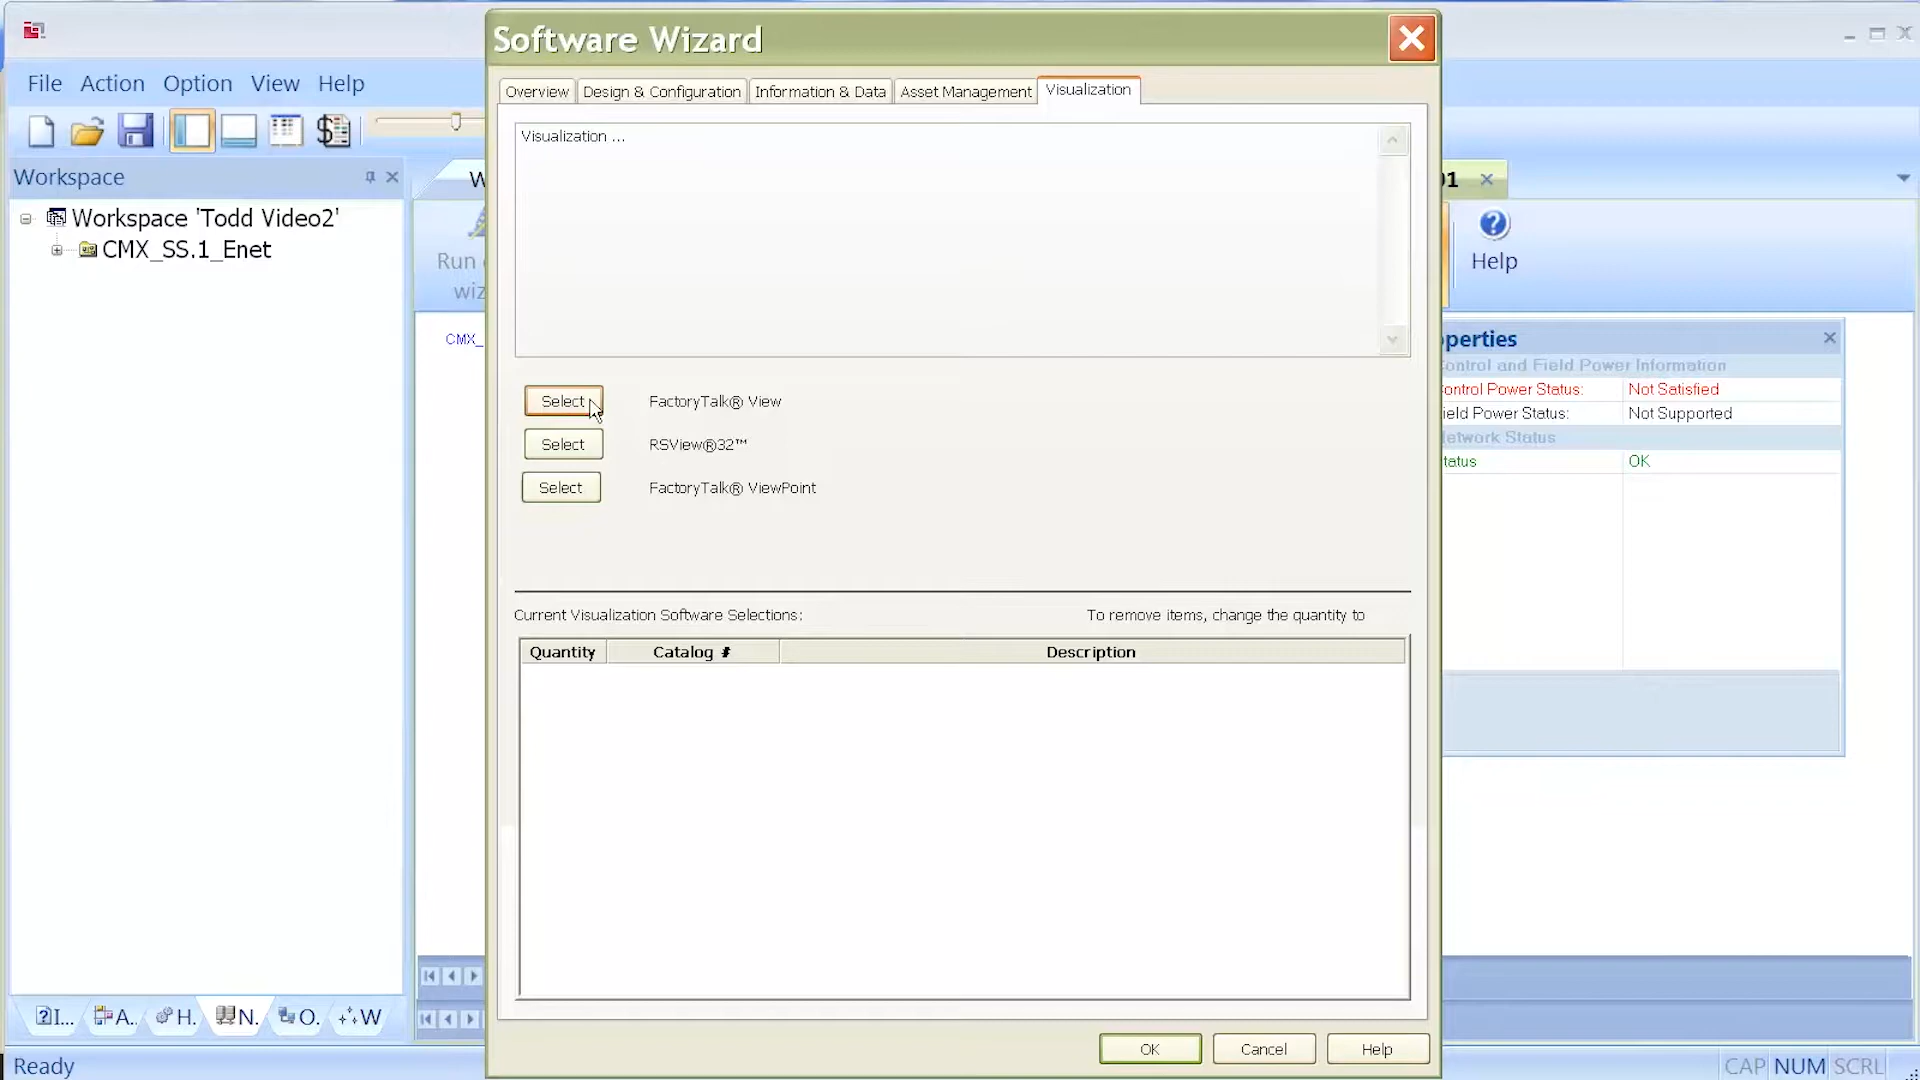 Software Wizard
File Action Option View Help
Overview Design & Configuration Information & Data Asset Management Visualization
Visualization ...
Workspace
Workspace 'Todd Video2'
CMX_SS.1_Enet
W
Run
wiz
CMX_
Select FactoryTalk® View
Select RSView®32™
Select FactoryTalk® ViewPoint
Current Visualization Software Selections: To remove items, change the quantity to
Quantity Catalog # Description
OK Cancel Help
01
Help
operties
ontrol and Field Power Information
ontrol Power Status: Not Satisfied
ield Power Status: Not Supported
etwork Status
tatus OK
I... A.. H. N. O. W
Ready
CAP NUM SCRL